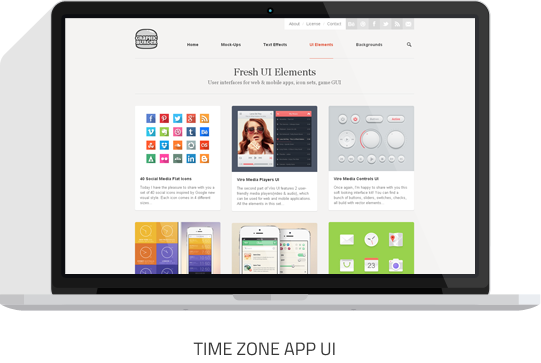 About
License
Contact
GRAPHIC
BURGER
Home
Mock-Ups
Text Effects
UI Elements
Backgrounds
Fresh UI Elements
User interfaces for web & mobile apps, icon sets, game GUI
40 Social Media Flat Icons
Today I have the pleasure to share with you a
set of 40 social icons inspired by Google new
visual style. Each icon comes in 4 different
sizes
Vire Media Players UI
The second part of Vire UI features 2 user
friendly media players(video & audio), which
can be used for web and mobile applications.
All the elements in this set
Vire Media Controls UI
Once again, I'm happy to share with you this
soft looking interface kit! You can find a
bunch of buttons, sliders, switches, checks,
all build with vector elements
23
TIME ZONE APP UI